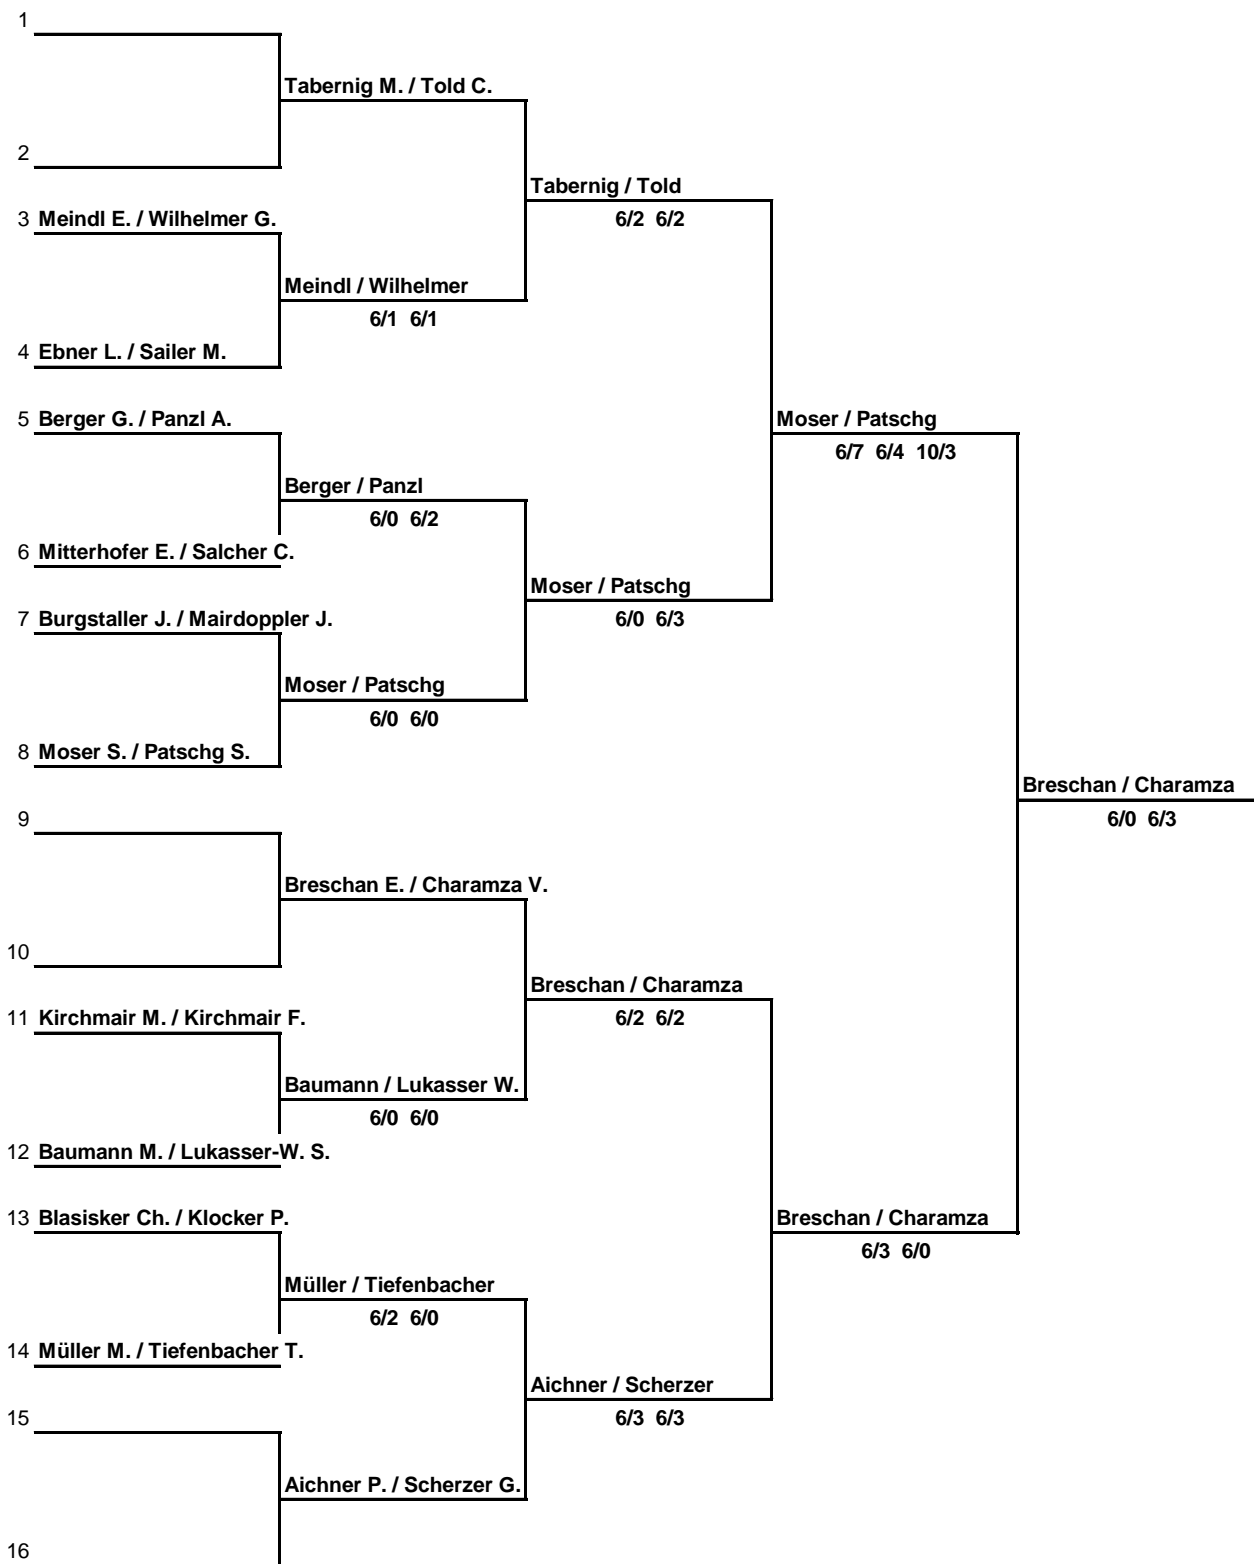 1
Tabernig M. / Told C.
2
Tabernig / Told
6/2 6/2
3 Meindl E. / Wilhelmer G.
Meindl / Wilhelmer
6/1 6/1
4 Ebner L. / Sailer M.
5 Berger G. / Panzl A.
Moser / Patschg
6/7 6/4 10/3
Berger / Panzl
6/0 6/2
6 Mitterhofer E. / Salcher C.
Moser / Patschg
6/0 6/3
7 Burgstaller J. / Mairdoppler J.
Moser / Patschg
6/0 6/0
8 Moser S. / Patschg S.
Breschan / Charamza
6/0 6/3
9
Breschan E. / Charamza V.
10
Breschan / Charamza
6/2 6/2
11 Kirchmair M. / Kirchmair F.
Baumann / Lukasser W.
6/0 6/0
12 Baumann M. / Lukasser-W. S.
13 Blasisker Ch. / Klocker P.
Breschan / Charamza
6/3 6/0
Müller / Tiefenbacher
6/2 6/0
14 Müller M. / Tiefenbacher T.
Aichner / Scherzer
6/3 6/3
15
Aichner P. / Scherzer G.
16